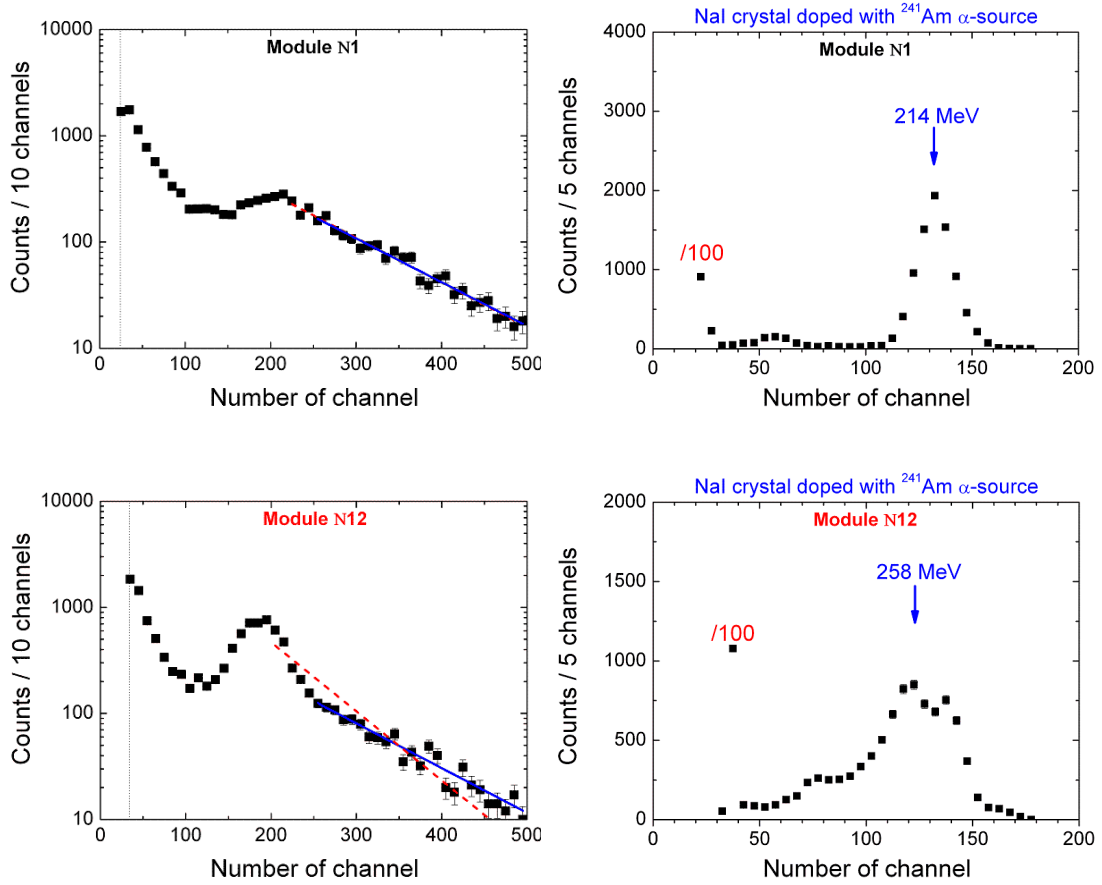 Module N1
10000
1000
100
10
Counts / 10 channels
0 100 200 300 400 500
Number of channel
NaI crystal doped with ²⁴¹Am α-source
Module N1
4000
3000
2000
1000
0
Counts / 5 channels
214 MeV
/100
0 50 100 150 200
Number of channel
Module N12
10000
1000
100
10
Counts / 10 channels
0 100 200 300 400 500
Number of channel
NaI crystal doped with ²⁴¹Am α-source
Module N12
2000
1500
1000
500
0
Counts / 5 channels
258 MeV
/100
0 50 100 150 200
Number of channel